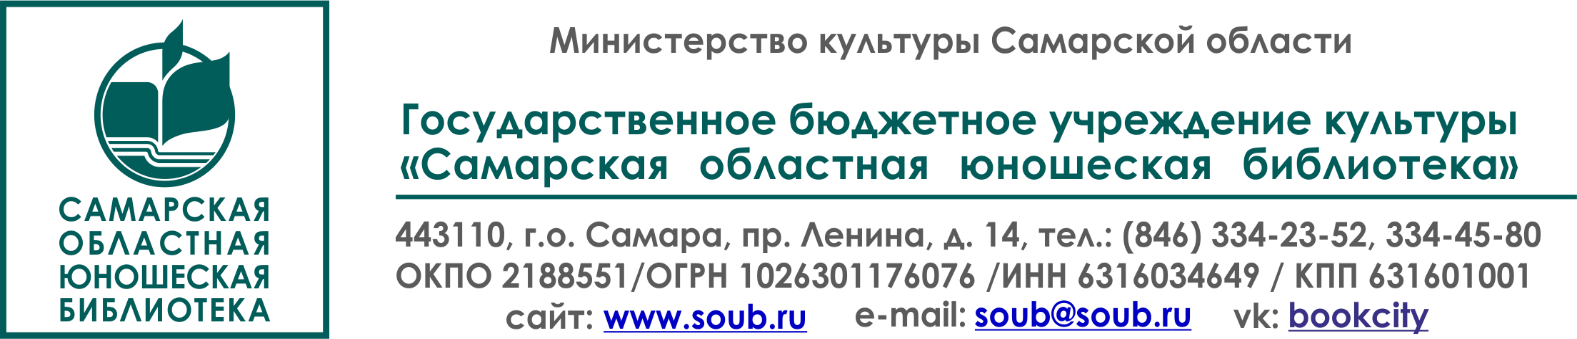 САМАРСКАЯ
ОБЛАСТНАЯ
ЮНОШЕСКАЯ
БИБЛИОТЕКА
Министерство культуры Самарской области
Государственное бюджетное учреждение культуры
«Самарская областная юношеская библиотека»
443110, г.о. Самара, пр. Ленина, д. 14, тел.: (846) 334-23-52, 334-45-80
ОКПО 2188551/ОГРН 1026301176076 /ИНН 6316034649 / КПП 631601001
сайт: www.soub.ru e-mail: soub@soub.ru vk: bookcity